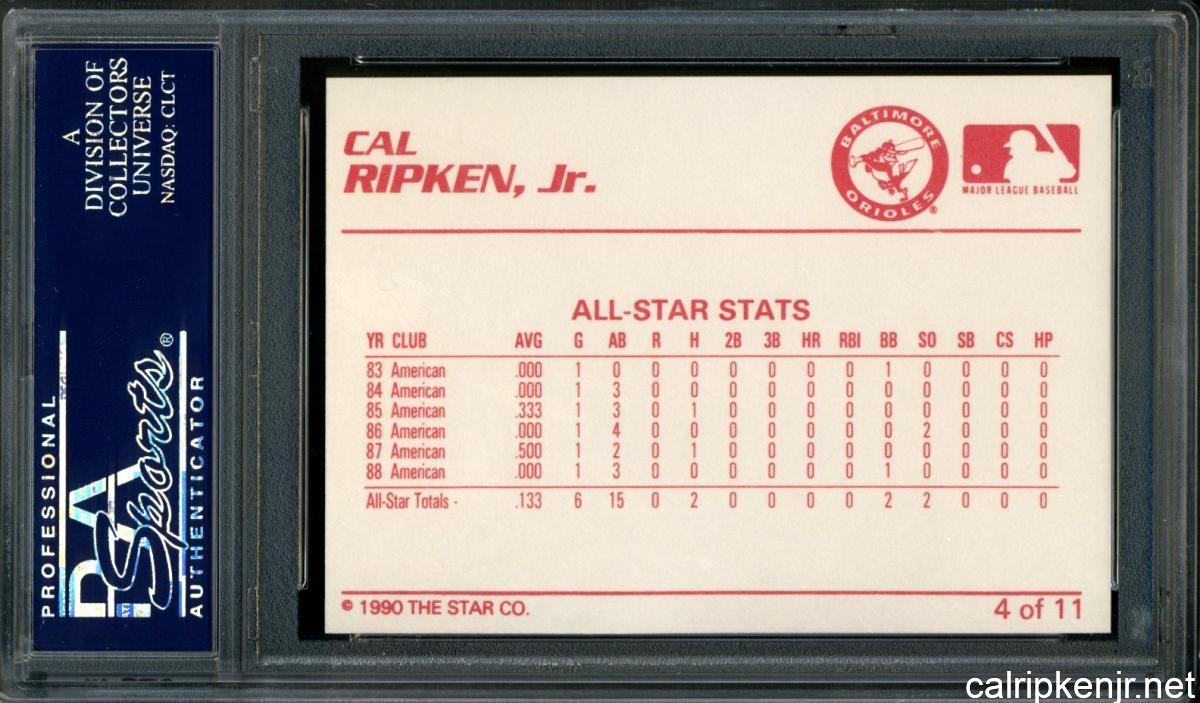 A
DIVISION OF
COLLECTORS
UNIVERSE
NASDAQ: CLCT
PROFESSIONAL
PSA
Sports®
AUTHENTICATOR
CAL
RIPKEN, Jr.
BALTIMORE
ORIOLES®
MAJOR LEAGUE BASEBALL
ALL-STAR STATS
YR CLUB AVG G AB R H 2B 3B HR RBI BB SO SB CS HP
83 American .000 1 0 0 0 0 0 0 0 1 0 0 0 0
84 American .000 1 3 0 0 0 0 0 0 0 0 0 0 0
85 American .333 1 3 0 1 0 0 0 0 0 0 0 0 0
86 American .000 1 4 0 0 0 0 0 0 0 2 0 0 0
87 American .500 1 2 0 1 0 0 0 0 0 0 0 0 0
88 American .000 1 3 0 0 0 0 0 0 1 0 0 0 0
All-Star Totals - .133 6 15 0 2 0 0 0 0 2 2 0 0 0
© 1990 THE STAR CO.
4 of 11
calripkenjr.net